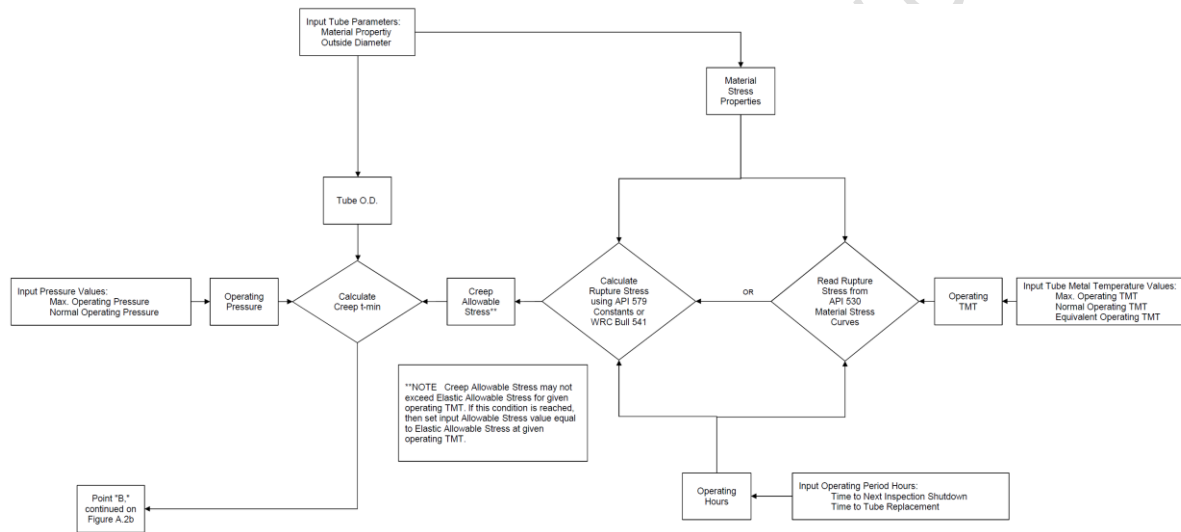 Input Tube Parameters:
Material Propertiy
Outside Diameter
Material
Stress
Properties
Tube O.D.
Input Pressure Values:
Max. Operating Pressure
Normal Operating Pressure
Operating
Pressure
Calculate
Creep t-min
Creep
Allowable
Stress**
Calculate
Rupture Stress
using API 579
Constants or
WRC Bull 541
OR
Read Rupture
Stress from
API 530
Material Stress
Curves
Operating
TMT
Input Tube Metal Temperature Values:
Max. Operating TMT
Normal Operating TMT
Equivalent Operating TMT
**NOTE Creep Allowable Stress may not
exceed Elastic Allowable Stress for given
operating TMT. If this condition is reached,
then set input Allowable Stress value equal
to Elastic Allowable Stress at given
operating TMT.
Point "B,"
continued on
Figure A.2b
Operating
Hours
Input Operating Period Hours:
Time to Next Inspection Shutdown
Time to Tube Replacement